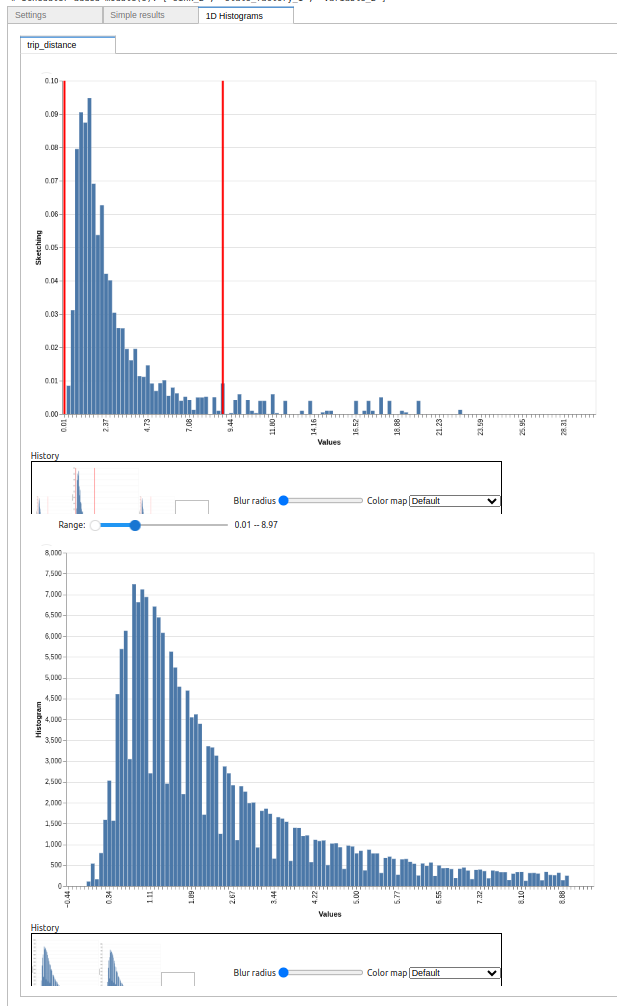 Settings
Simple results
1D Histograms
trip_distance
0.10
0.09
0.08
0.07
0.06
0.05
0.04
0.03
0.02
0.01
0.00
Sketching
0.01 2.37 4.73 7.08 9.44 11.80 14.16 16.52 18.88 21.23 23.59 25.95 28.31
Values
History
Blur radius Color map Default
Range: 0.01 -- 8.97
8,000
7,500
7,000
6,500
6,000
5,500
5,000
4,500
4,000
3,500
3,000
2,500
2,000
1,500
1,000
500
0
Histogram
−0.44 0.34 1.11 1.89 2.67 3.44 4.22 5.00 5.77 6.55 7.32 8.10 8.88
Values
History
Blur radius Color map Default